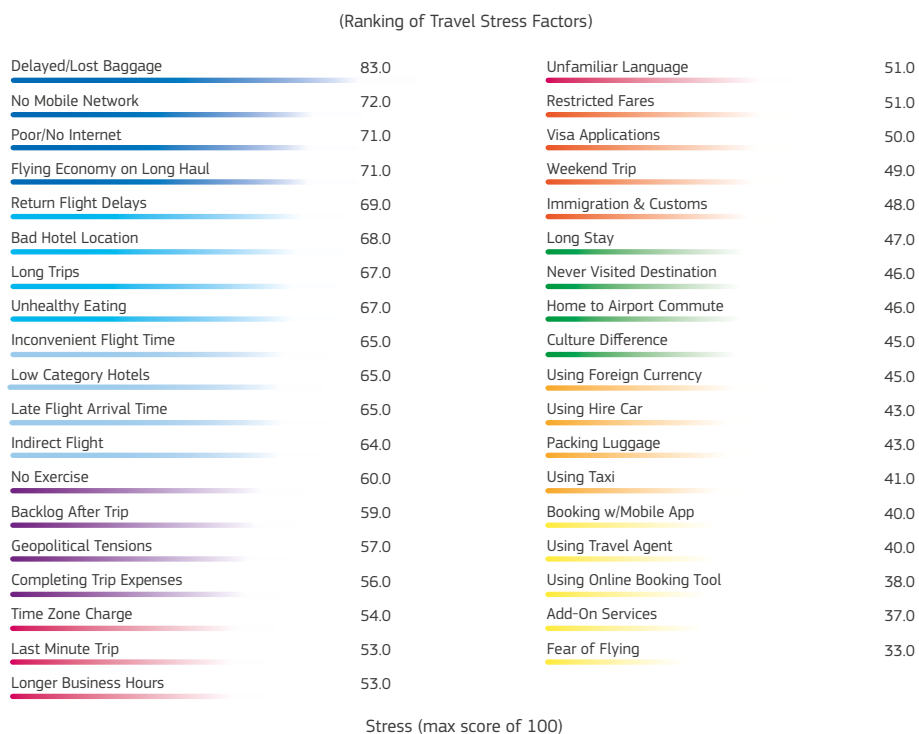 (Ranking of Travel Stress Factors)
Delayed/Lost Baggage 83.0
No Mobile Network 72.0
Poor/No Internet 71.0
Flying Economy on Long Haul 71.0
Return Flight Delays 69.0
Bad Hotel Location 68.0
Long Trips 67.0
Unhealthy Eating 67.0
Inconvenient Flight Time 65.0
Low Category Hotels 65.0
Late Flight Arrival Time 65.0
Indirect Flight 64.0
No Exercise 60.0
Backlog After Trip 59.0
Geopolitical Tensions 57.0
Completing Trip Expenses 56.0
Time Zone Charge 54.0
Last Minute Trip 53.0
Longer Business Hours 53.0
Unfamiliar Language 51.0
Restricted Fares 51.0
Visa Applications 50.0
Weekend Trip 49.0
Immigration & Customs 48.0
Long Stay 47.0
Never Visited Destination 46.0
Home to Airport Commute 46.0
Culture Difference 45.0
Using Foreign Currency 45.0
Using Hire Car 43.0
Packing Luggage 43.0
Using Taxi 41.0
Booking w/Mobile App 40.0
Using Travel Agent 40.0
Using Online Booking Tool 38.0
Add-On Services 37.0
Fear of Flying 33.0
Stress (max score of 100)